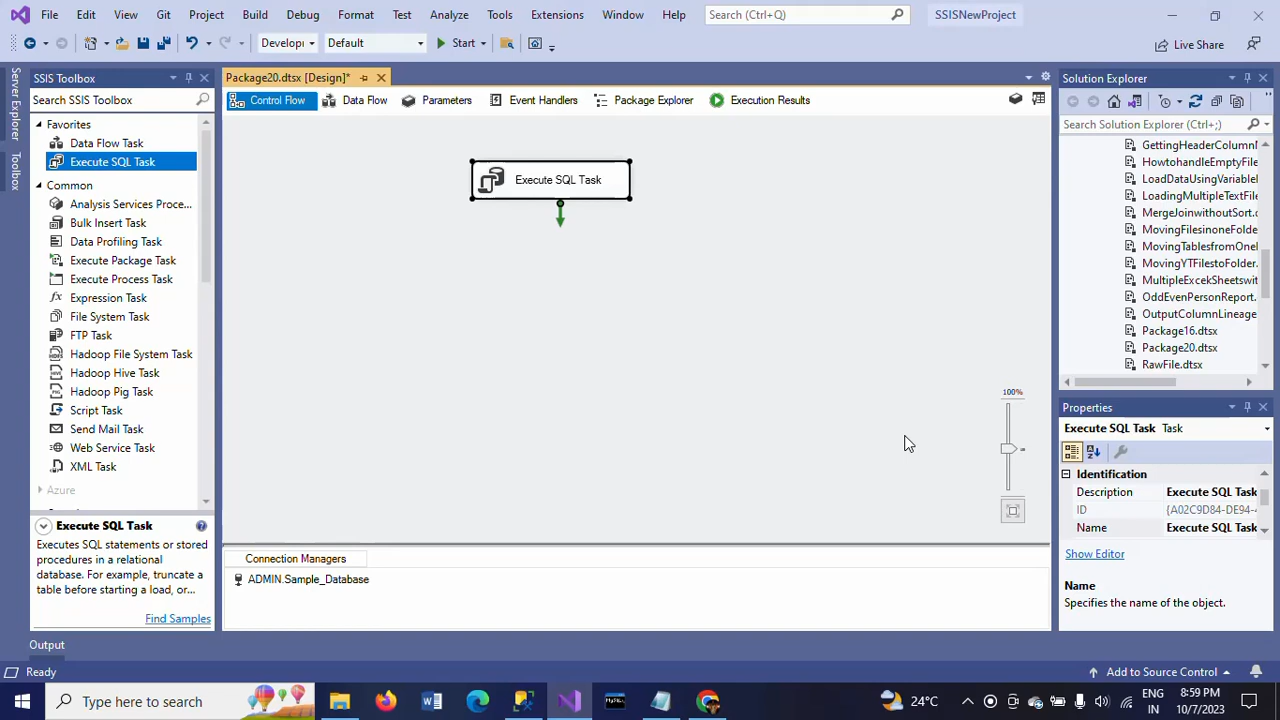 File Edit View Git Project Build Debug Format Test Analyze Tools Extensions Window Help Search (Ctrl+Q) SSISNewProject
Developi Default Start Live Share
SSIS Toolbox
Search SSIS Toolbox
Favorites
Data Flow Task
Execute SQL Task
Common
Analysis Services Proce...
Bulk Insert Task
Data Profiling Task
Execute Package Task
Execute Process Task
Expression Task
File System Task
FTP Task
Hadoop File System Task
Hadoop Hive Task
Hadoop Pig Task
Script Task
Send Mail Task
Web Service Task
XML Task
Azure
Execute SQL Task
Executes SQL statements or stored
procedures in a relational
database. For example, truncate a
table before starting a load, or...
Find Samples
Server Explorer
Toolbox
Package20.dtsx [Design]*
Control Flow Data Flow Parameters Event Handlers Package Explorer Execution Results
Execute SQL Task
100%
Connection Managers
ADMIN.Sample_Database
Solution Explorer
Search Solution Explorer (Ctrl+;)
GettingHeaderColumnN
HowtohandleEmptyFile
LoadDataUsingVariable
LoadingMultipleTextFil
MergeJoinwithoutSort.d
MovingFilesinoneFolde
MovingTablesfromOnel
MovingYTFilestoFolder.
MultipleExcekSheetswit
OddEvenPersonReport.
OutputColumnLineage
Package16.dtsx
Package20.dtsx
RawFile.dtsx
Properties
Execute SQL Task Task
Identification
Description Execute SQL Task
ID {A02C9D84-DE94-4
Name Execute SQL Task
Show Editor
Name
Specifies the name of the object.
Output
Ready Add to Source Control
Type here to search 24°C ENG IN 8:59 PM 10/7/2023